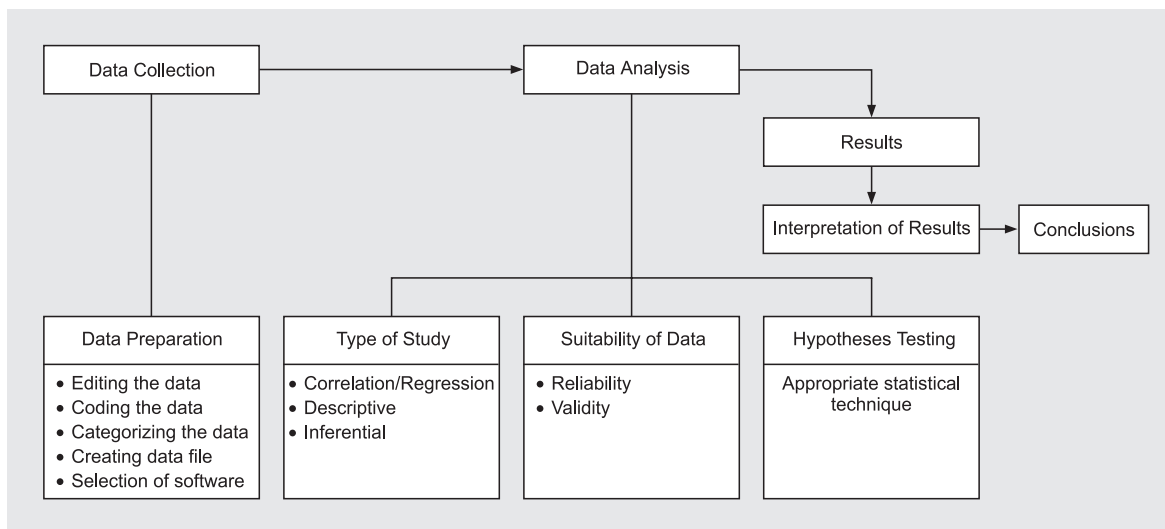 Data Collection
Data Analysis
Results
Interpretation of Results
Conclusions
Data Preparation
• Editing the data
• Coding the data
• Categorizing the data
• Creating data file
• Selection of software
Type of Study
• Correlation/Regression
• Descriptive
• Inferential
Suitability of Data
• Reliability
• Validity
Hypotheses Testing
Appropriate statistical
technique